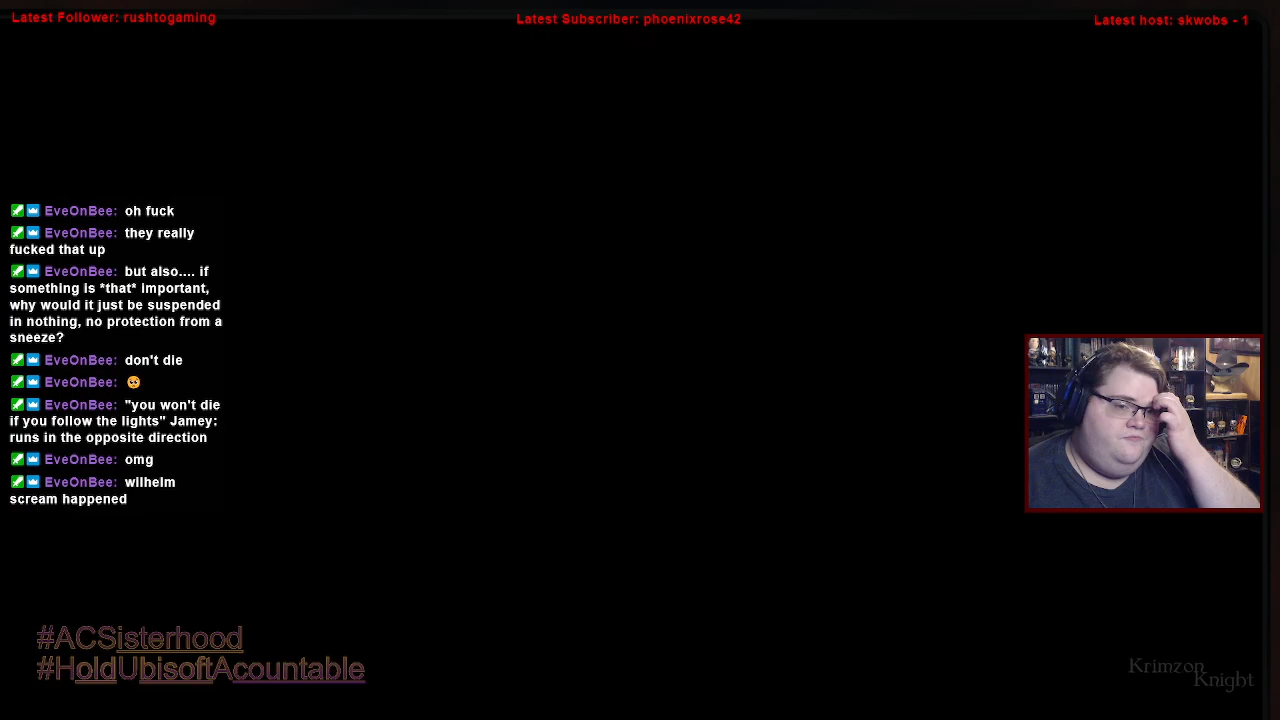 Latest Follower: rushtogaming
Latest Subscriber: phoenixrose42
Latest host: skwobs - 1
EveOnBee: oh fuck
EveOnBee: they really
fucked that up
EveOnBee: but also.... if
something is *that* important,
why would it just be suspended
in nothing, no protection from a
sneeze?
EveOnBee: don't die
EveOnBee: 🥺
EveOnBee: "you won't die
if you follow the lights" Jamey:
runs in the opposite direction
EveOnBee: omg
EveOnBee: wilhelm
scream happened
#ACSisterhood
#HoldUbisoftAcountable
Krimzon
Knight